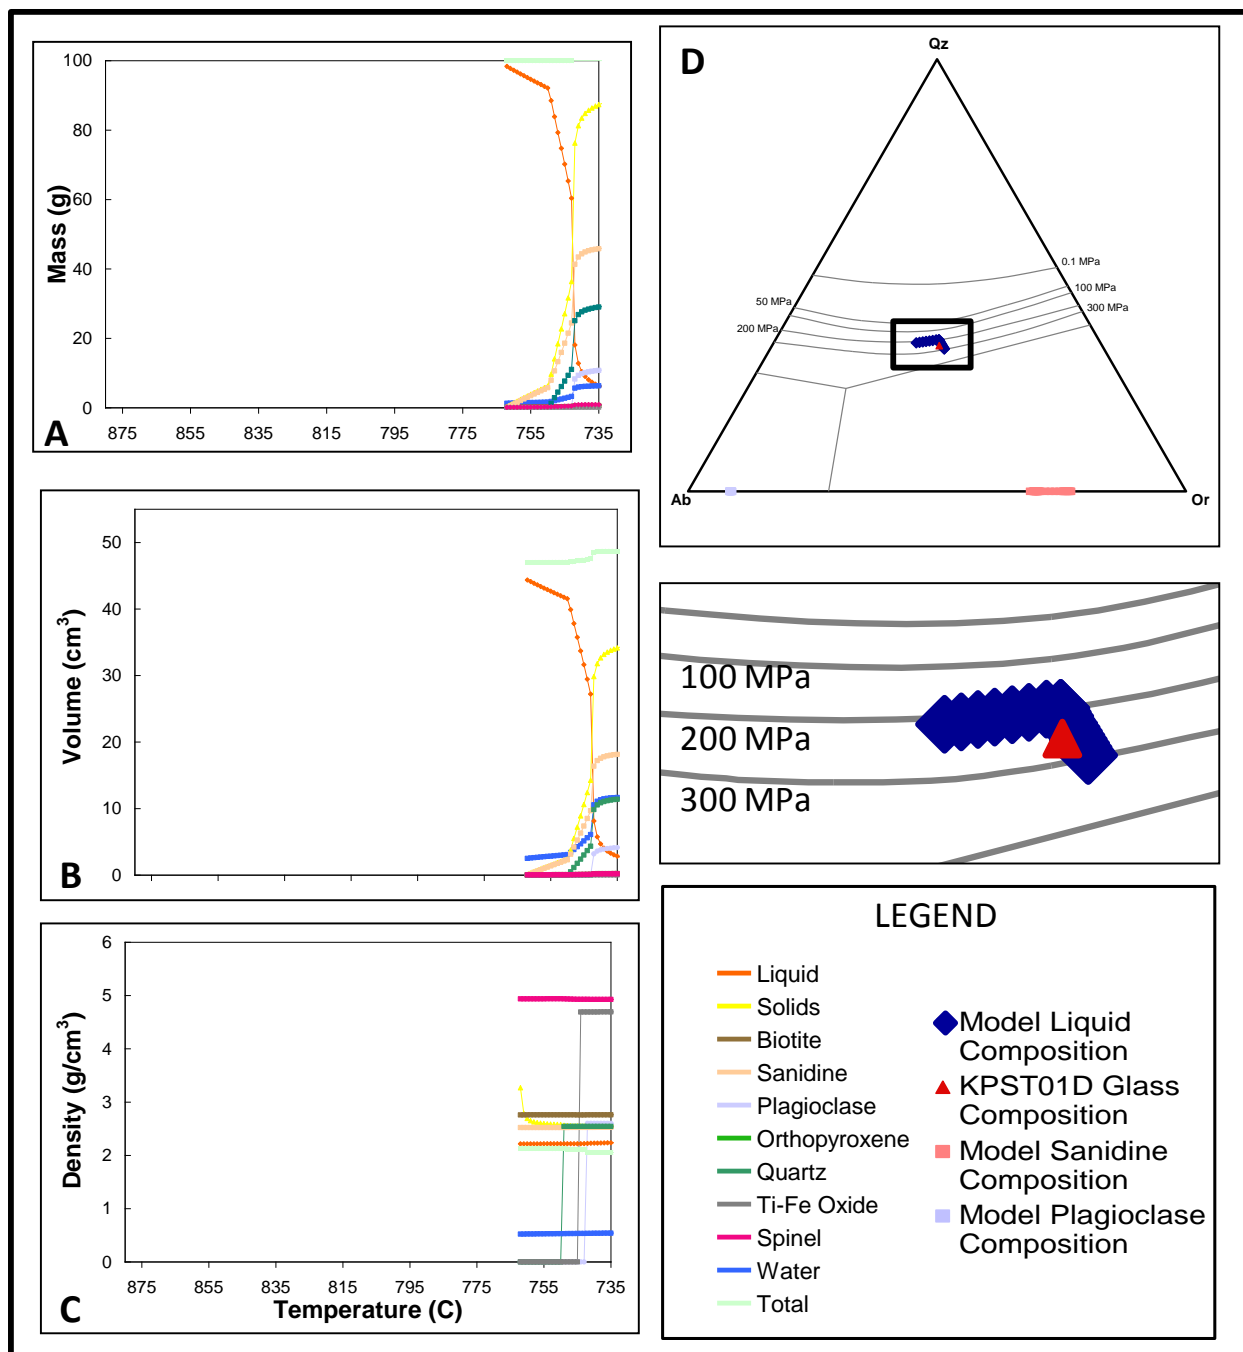 100
80
60
40
20
0
Mass (g)
A
875 855 835 815 795 775 755 735
50
40
30
20
10
0
Volume (cm³)
B
6
5
4
3
2
1
0
Density (g/cm³)
C
875 855 835 815 795 775 755 735
Temperature (C)
D
Qz
0.1 MPa
100 MPa
50 MPa
300 MPa
200 MPa
Ab
Or
100 MPa
200 MPa
300 MPa
LEGEND
Liquid
Solids
Biotite
Sanidine
Plagioclase
Orthopyroxene
Quartz
Ti-Fe Oxide
Spinel
Water
Total
Model Liquid
Composition
KPST01D Glass
Composition
Model Sanidine
Composition
Model Plagioclase
Composition